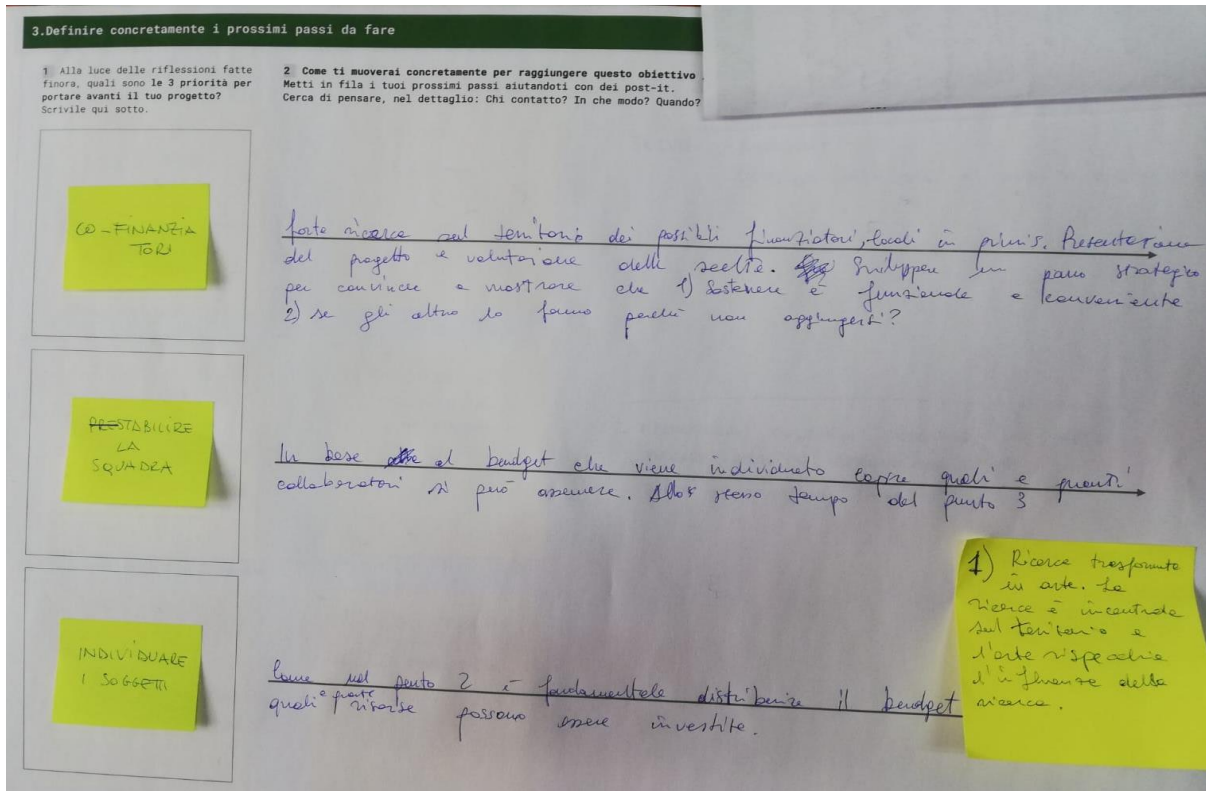 3.Definire concretamente i prossimi passi da fare
1 Alla luce delle riflessioni fatte
finora, quali sono le 3 priorità per
portare avanti il tuo progetto?
Scrivile qui sotto.
2 Come ti muoverai concretamente per raggiungere questo obiettivo
Metti in fila i tuoi prossimi passi aiutandoti con dei post-it.
Cerca di pensare, nel dettaglio: Chi contatto? In che modo? Quando?
CO-FINANZIA
TORI
forte ricerca sul territorio dei possibili finanziatori, locali in primis. Presentazione
del progetto e valutazione delle scelte. Sviluppare un piano strategico
per convincere e mostrare che 1) Sostenere è funzionale e conveniente
2) se gli altri lo fanno perché non aggiungersi?
PRESTABILIRE
LA
SQUADRA
In base al budget che viene individuato capire quali e quanti
collaboratori si può assumere. Allo stesso tempo del punto 3
INDIVIDUARE
I SOGGETTI
Come nel punto 2 è fondamentale distribuire il budget
quali e quante risorse possono essere investite.
1) Ricerca trasformata
in arte. La
ricerca è incentrata
sul territorio e
l'arte rispecchia
l'influenza della
ricerca.